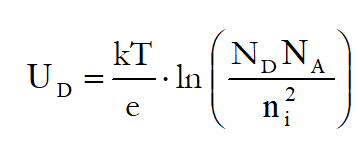 U_D = kT/e · ln(N_D N_A / n_i^2)